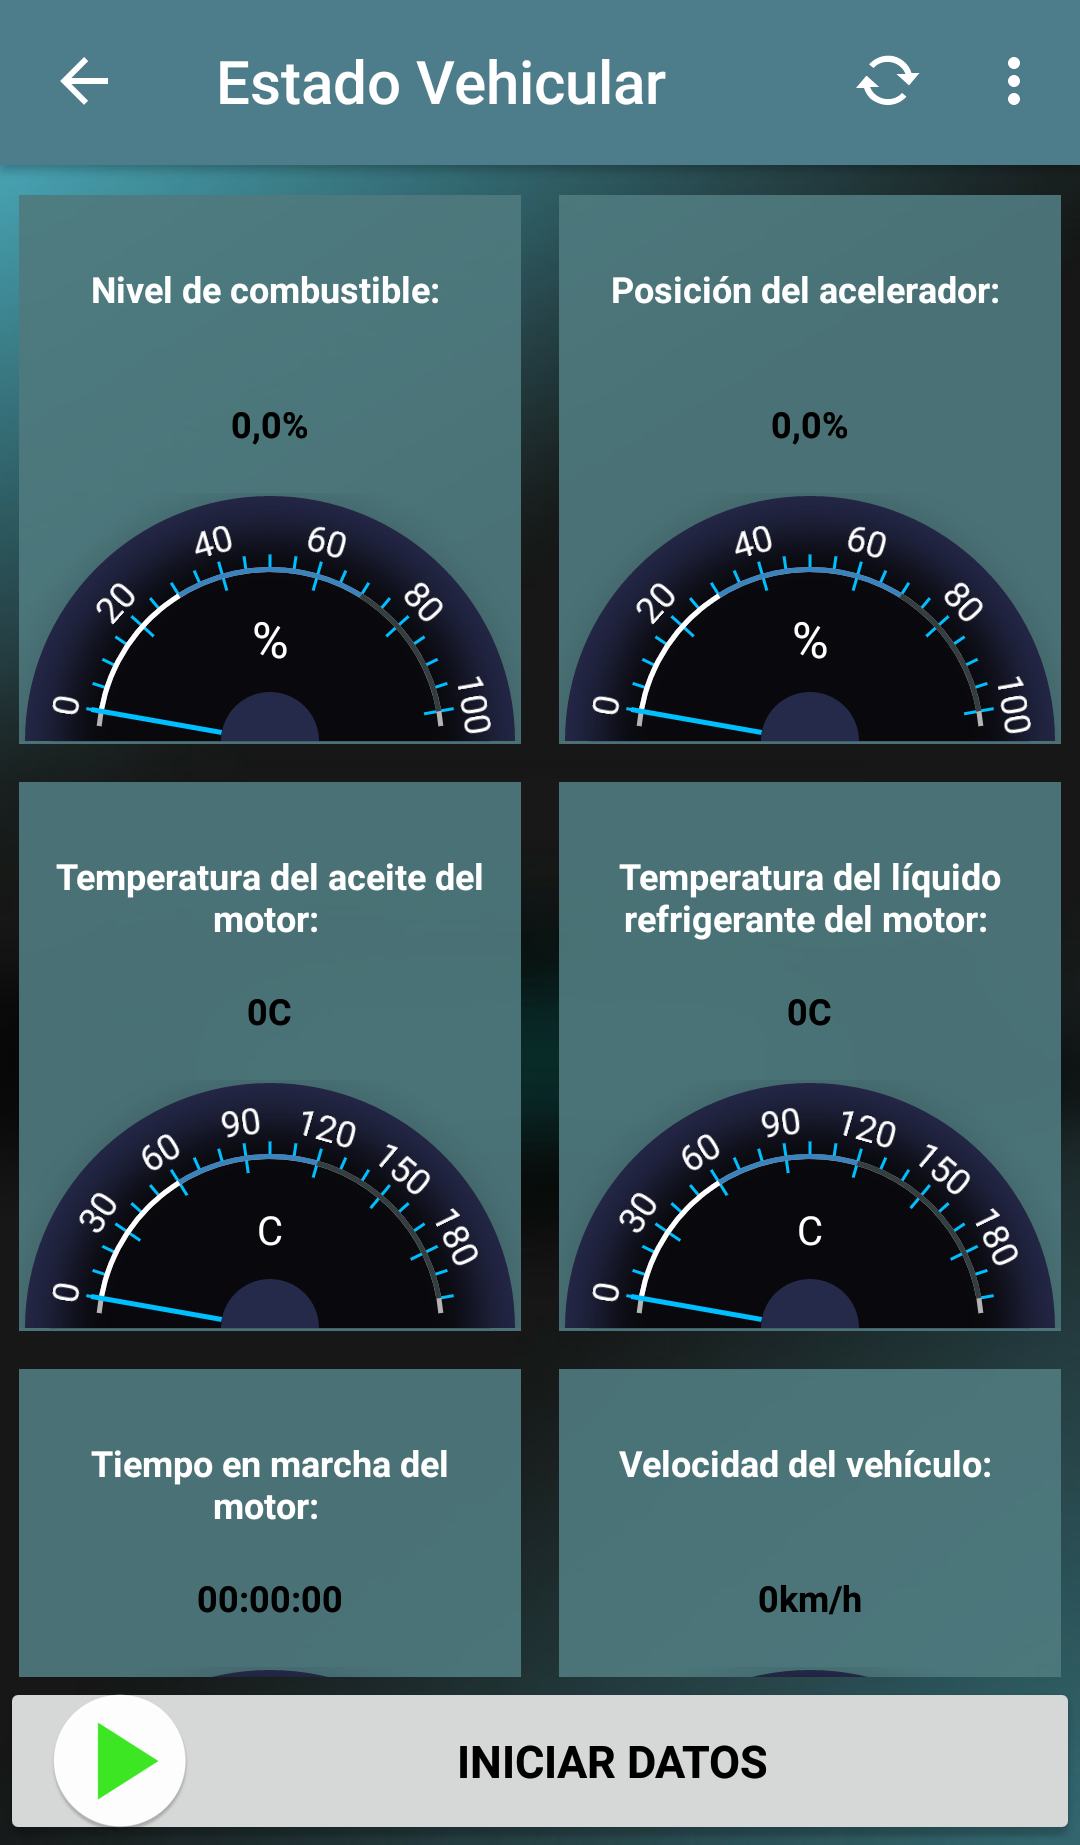 Estado Vehicular
Nivel de combustible:
0,0%
0 20 40 60 80 100
%
Posición del acelerador:
0,0%
0 20 40 60 80 100
%
Temperatura del aceite del
motor:
0C
0 30 60 90 120 150 180
C
Temperatura del líquido
refrigerante del motor:
0C
0 30 60 90 120 150 180
C
Tiempo en marcha del
motor:
00:00:00
Velocidad del vehículo:
0km/h
INICIAR DATOS